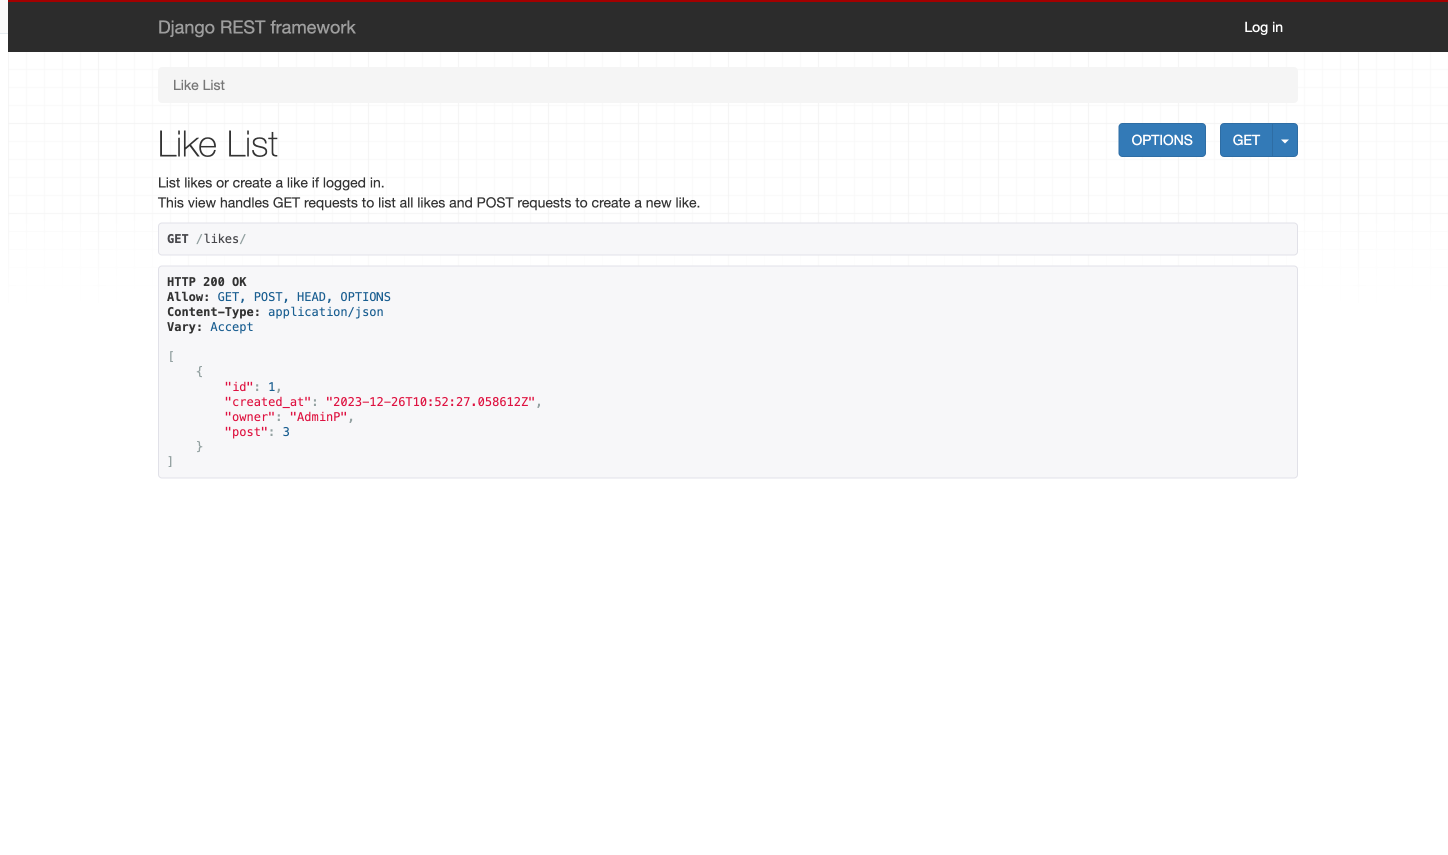 Django REST framework
Log in
Like List
Like List
OPTIONS
GET
List likes or create a like if logged in.
This view handles GET requests to list all likes and POST requests to create a new like.
GET /likes/
HTTP 200 OK
Allow: GET, POST, HEAD, OPTIONS
Content-Type: application/json
Vary: Accept
[
    {
        "id": 1,
        "created_at": "2023-12-26T10:52:27.058612Z",
        "owner": "AdminP",
        "post": 3
    }
]